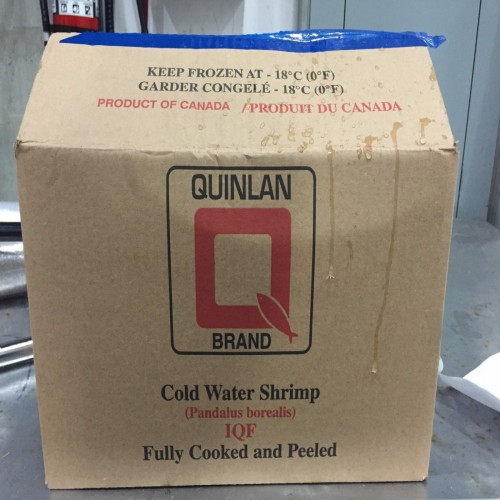 KEEP FROZEN AT - 18°C (0°F)
GARDER CONGELÉ - 18°C (0°F)
PRODUCT OF CANADA / PRODUIT DU CANADA
QUINLAN
Q
BRAND
Cold Water Shrimp
(Pandalus borealis)
IQF
Fully Cooked and Peeled